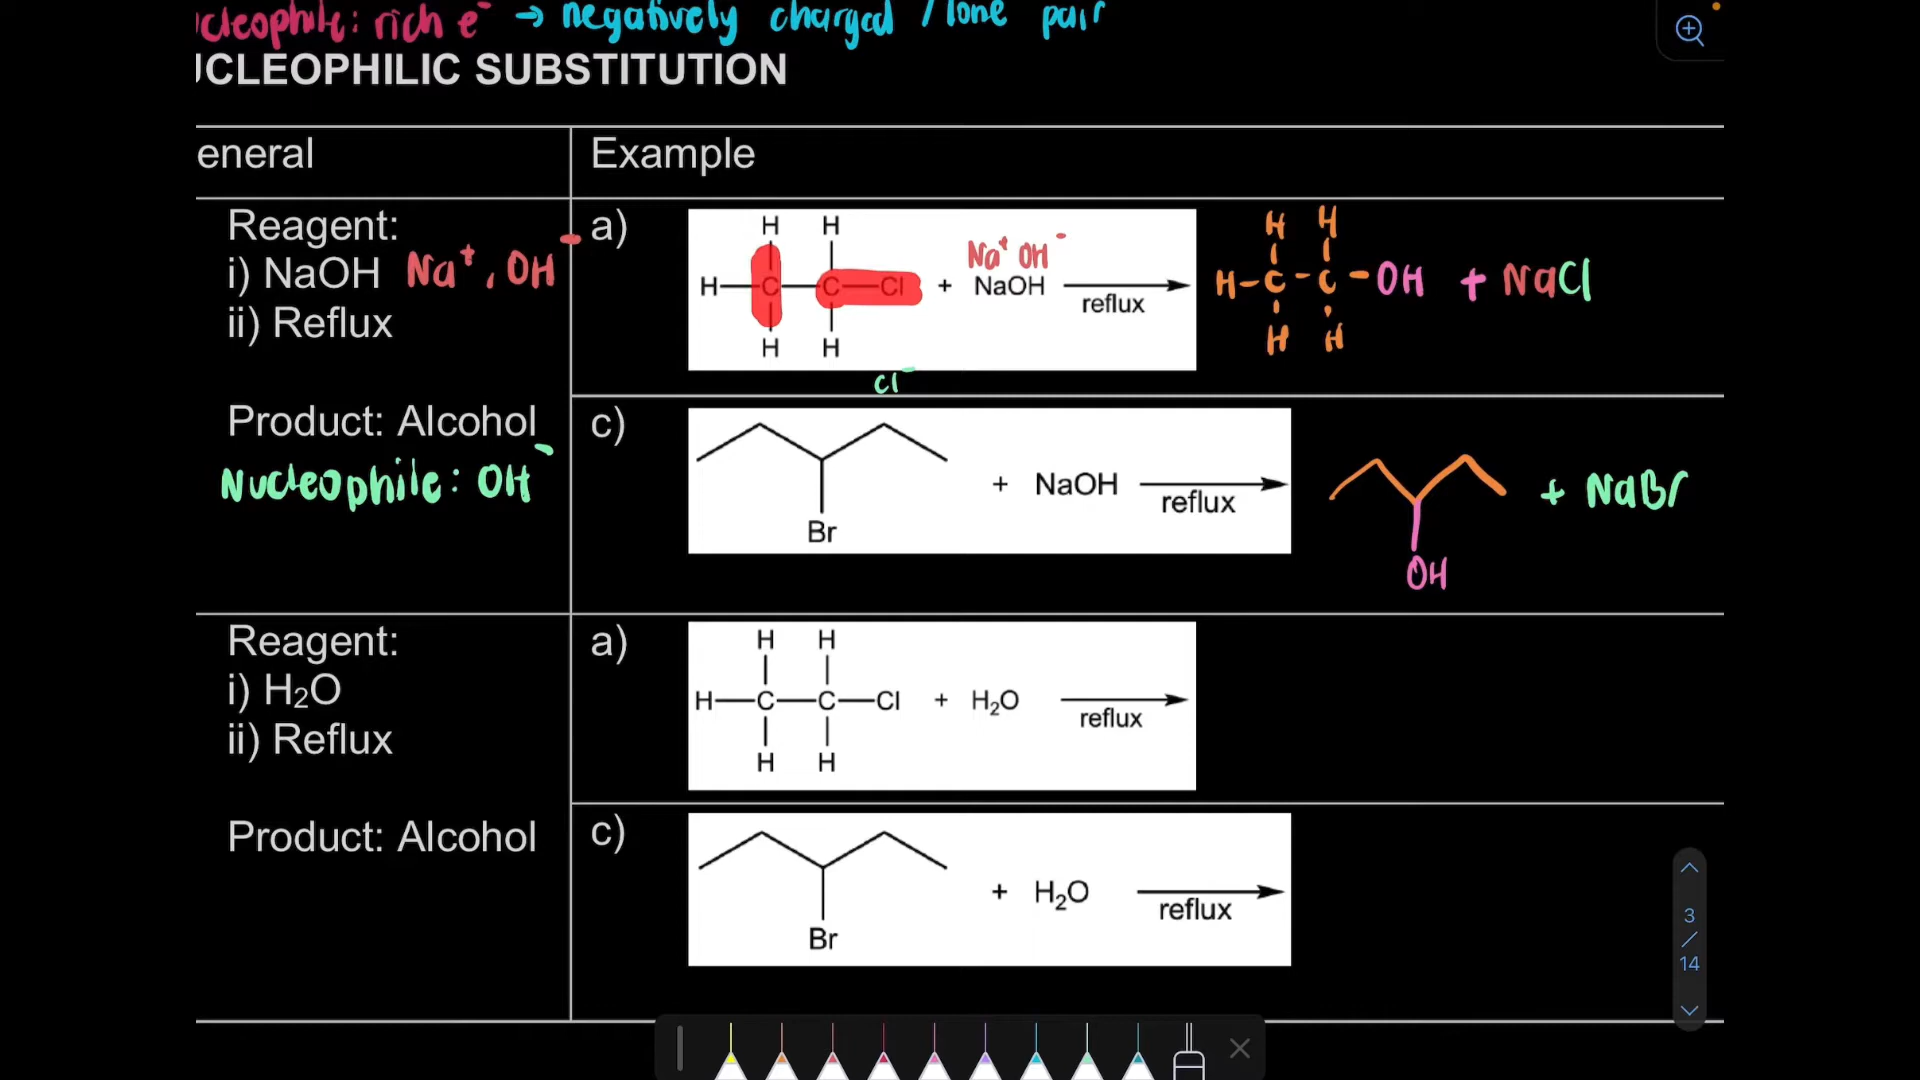 cleophile: rich e⁻ → negatively charged / lone pair
UCLEOPHILIC SUBSTITUTION
eneral
Example
Reagent:
i) NaOH Na⁺, OH⁻
ii) Reflux
Product: Alcohol
Nucleophile: OH⁻
a)
H H
H C C Cl + Na⁺ OH⁻ NaOH reflux
H H
Cl⁻
H H
H-C-C-OH + NaCl
H H
c)
Br
+ NaOH reflux
OH
+ NaBr
Reagent:
i) H₂O
ii) Reflux
Product: Alcohol
a)
H H
H C C Cl + H₂O reflux
H H
c)
Br
+ H₂O reflux
3
/
14